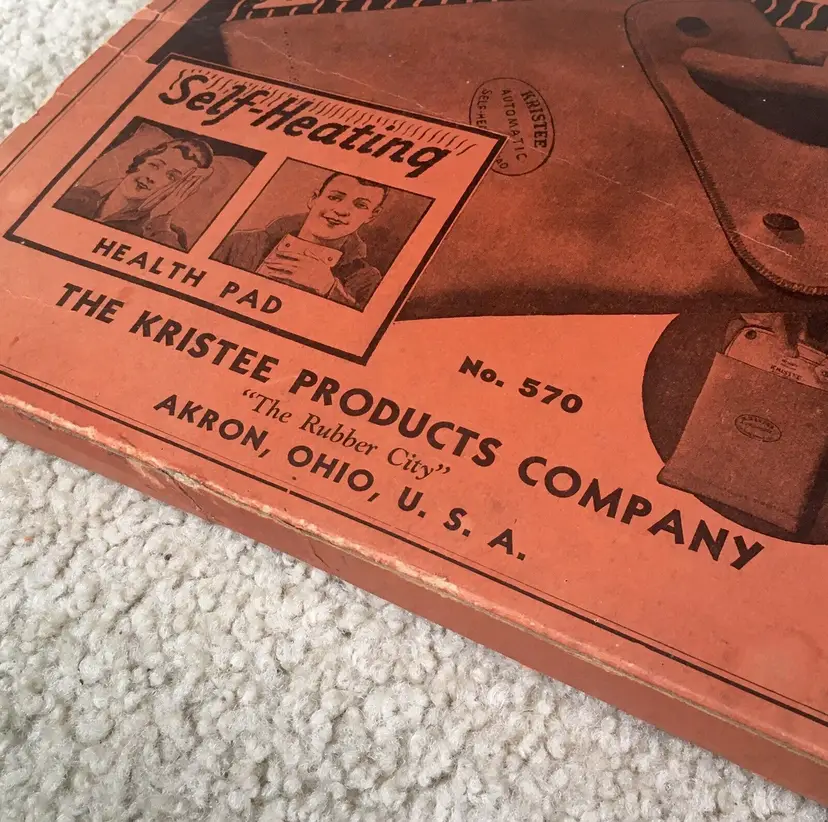 Self-Heating
HEALTH PAD
KRISTEE
AUTOMATIC
No. 570
THE KRISTEE PRODUCTS COMPANY
“The Rubber City”
AKRON, OHIO, U. S. A.